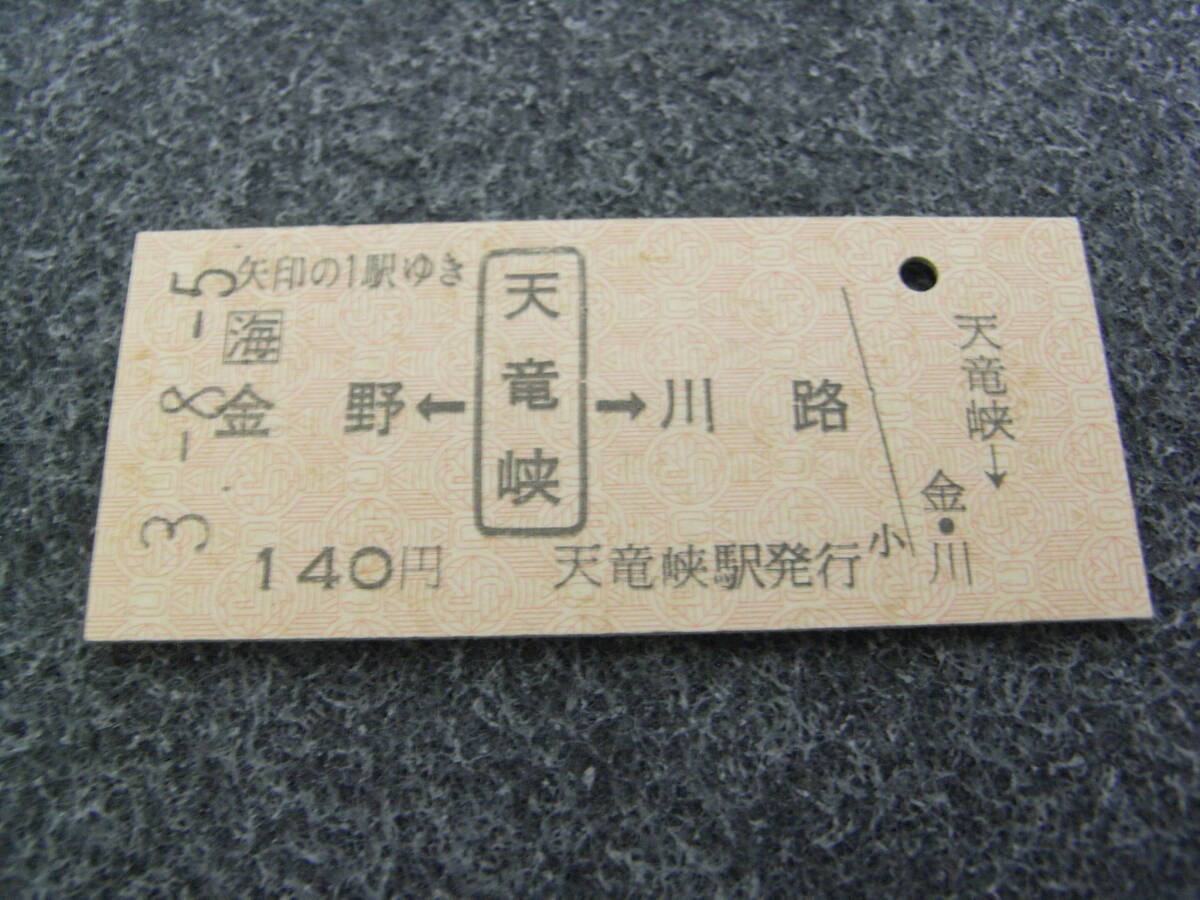 3-8-5
矢印の1駅ゆき
海
金野←天竜峡→川路
140円 天竜峡駅発行
小
天竜峡→
金・川